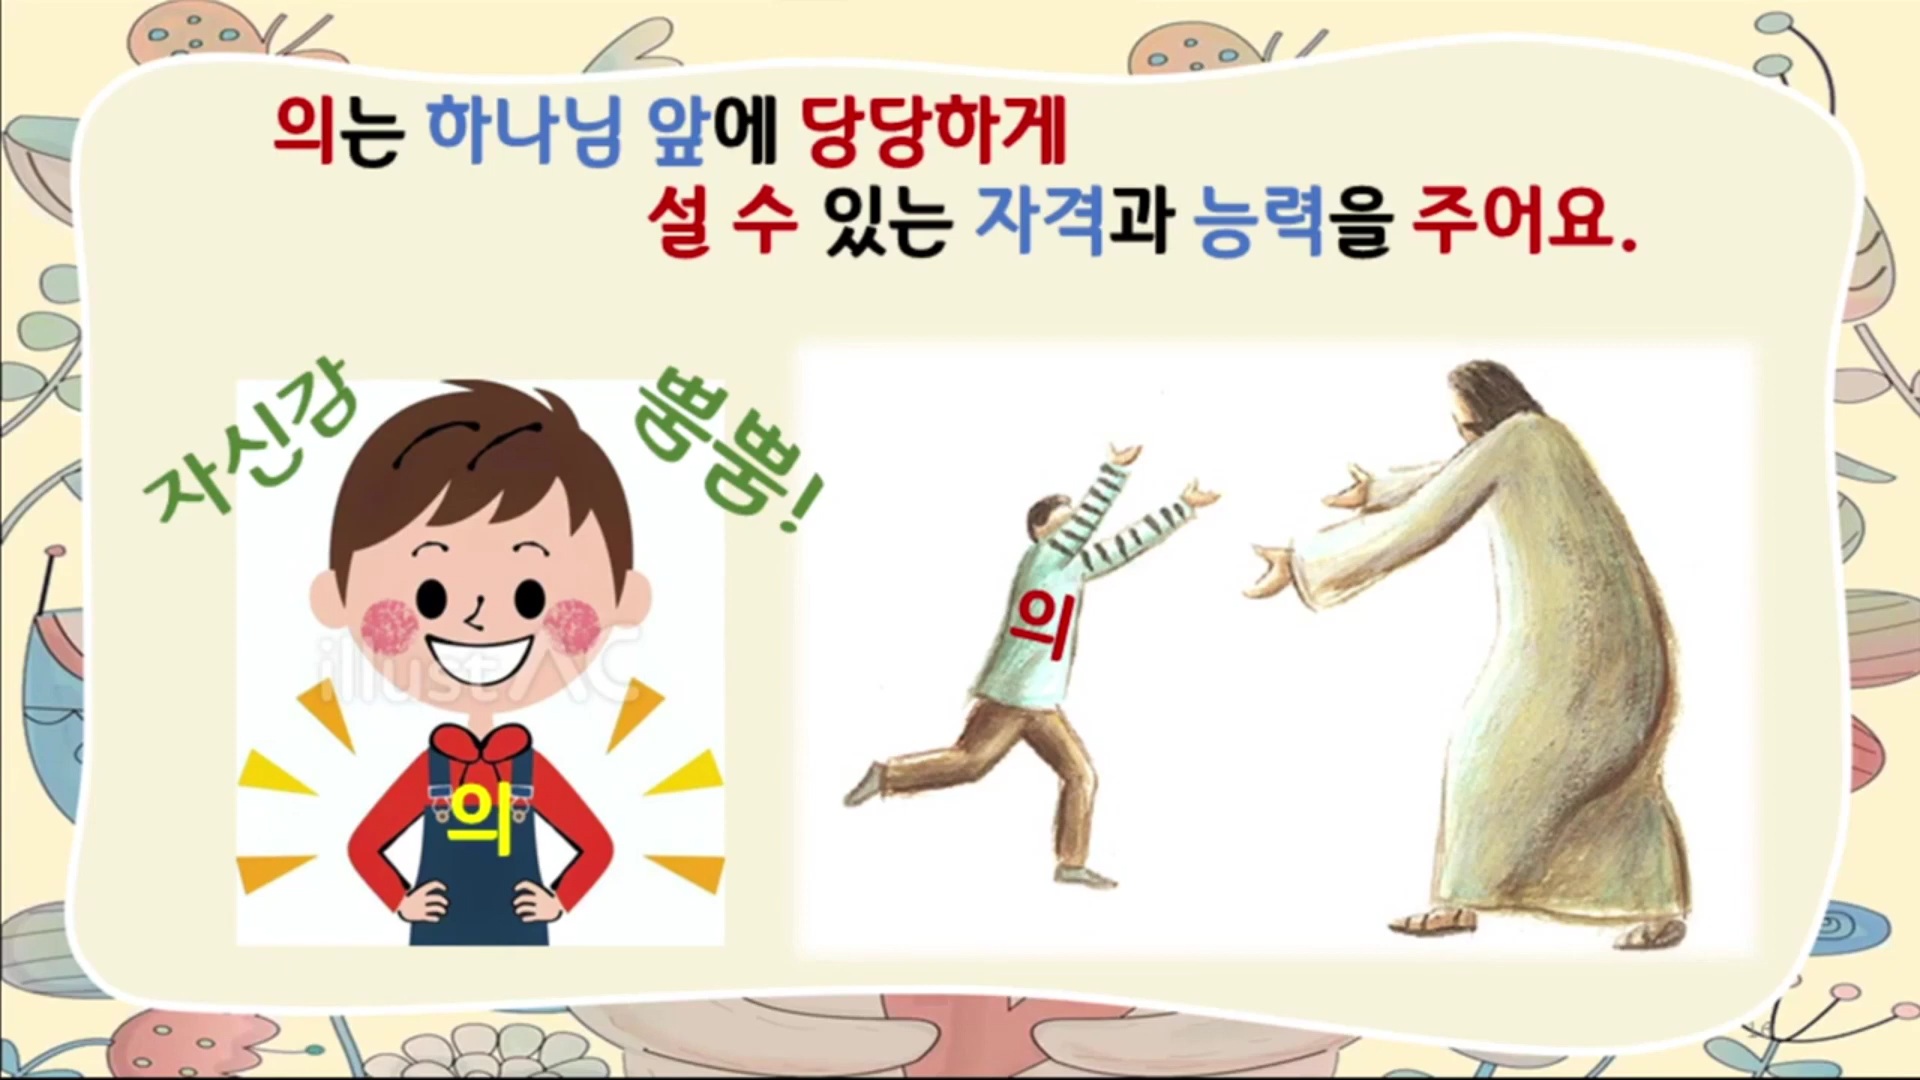 의는 하나님 앞에 당당하게
설 수 있는 자격과 능력을 주어요.
자신감 뿜뿜!
의
의
illustAC
16